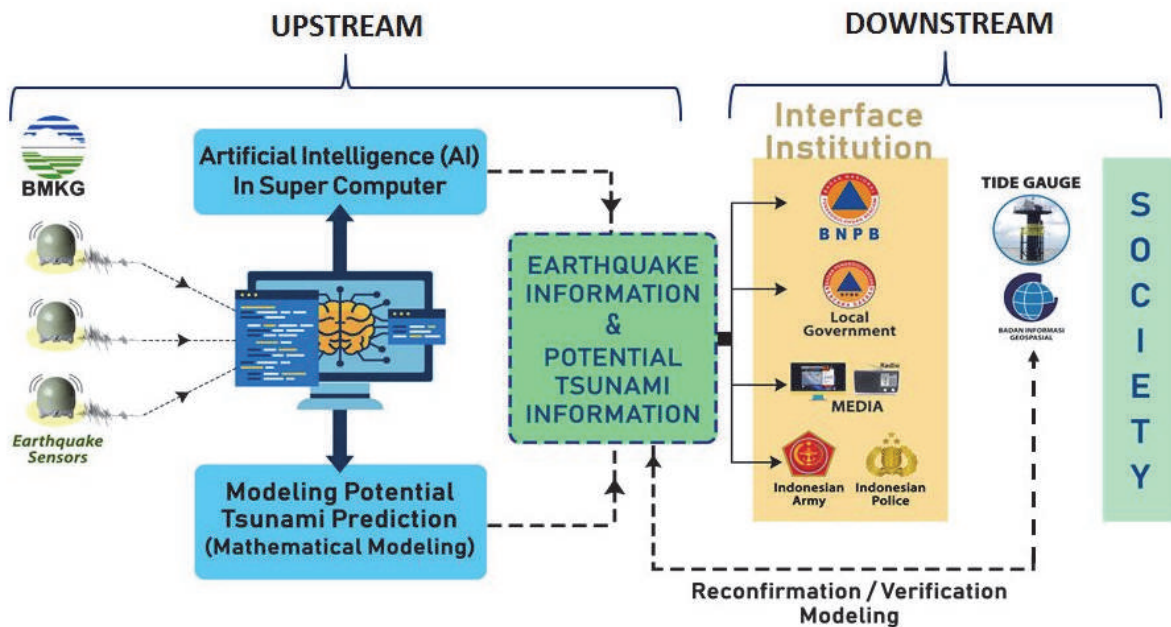 UPSTREAM
DOWNSTREAM
BMKG
Earthquake
Sensors
Artificial Intelligence (AI)
In Super Computer
Modeling Potential
Tsunami Prediction
(Mathematical Modeling)
EARTHQUAKE
INFORMATION
&
POTENTIAL
TSUNAMI
INFORMATION
Interface
Institution
BNPB
Local
Government
Radio
MEDIA
Indonesian
Army
Indonesian
Police
TIDE GAUGE
BADAN INFORMASI
GEOSPASIAL
SOCIETY
Reconfirmation / Verification
Modeling